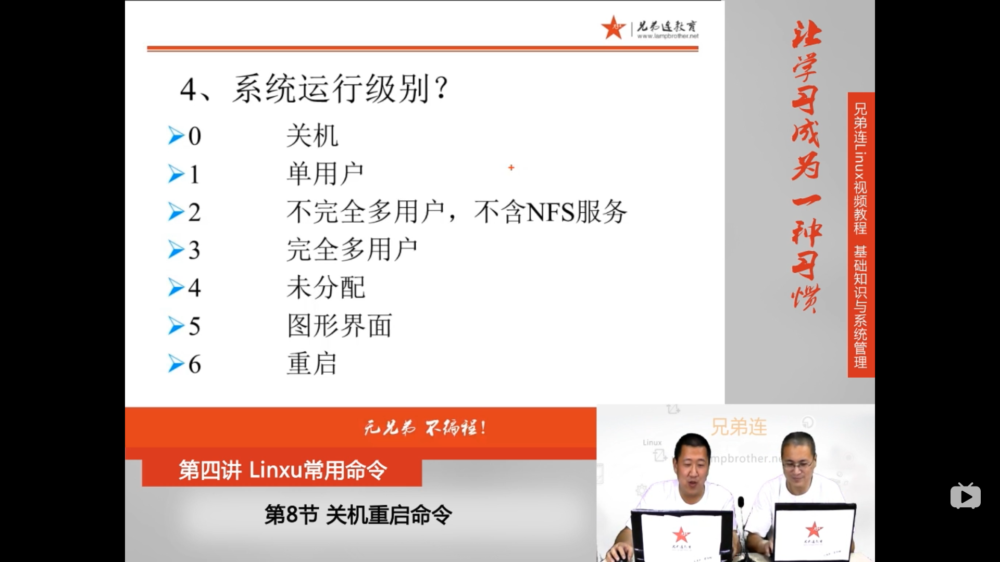 兄弟连教育
www.lampbrother.net
4、系统运行级别？
0 关机
1 单用户
2 不完全多用户，不含NFS服务
3 完全多用户
4 未分配
5 图形界面
6 重启
让学习成为一种习惯
兄弟连Linux视频教程 基础知识与系统管理
无兄弟 不编程！
第四讲 Linxu常用命令
第8节 关机重启命令
兄弟连
Linux